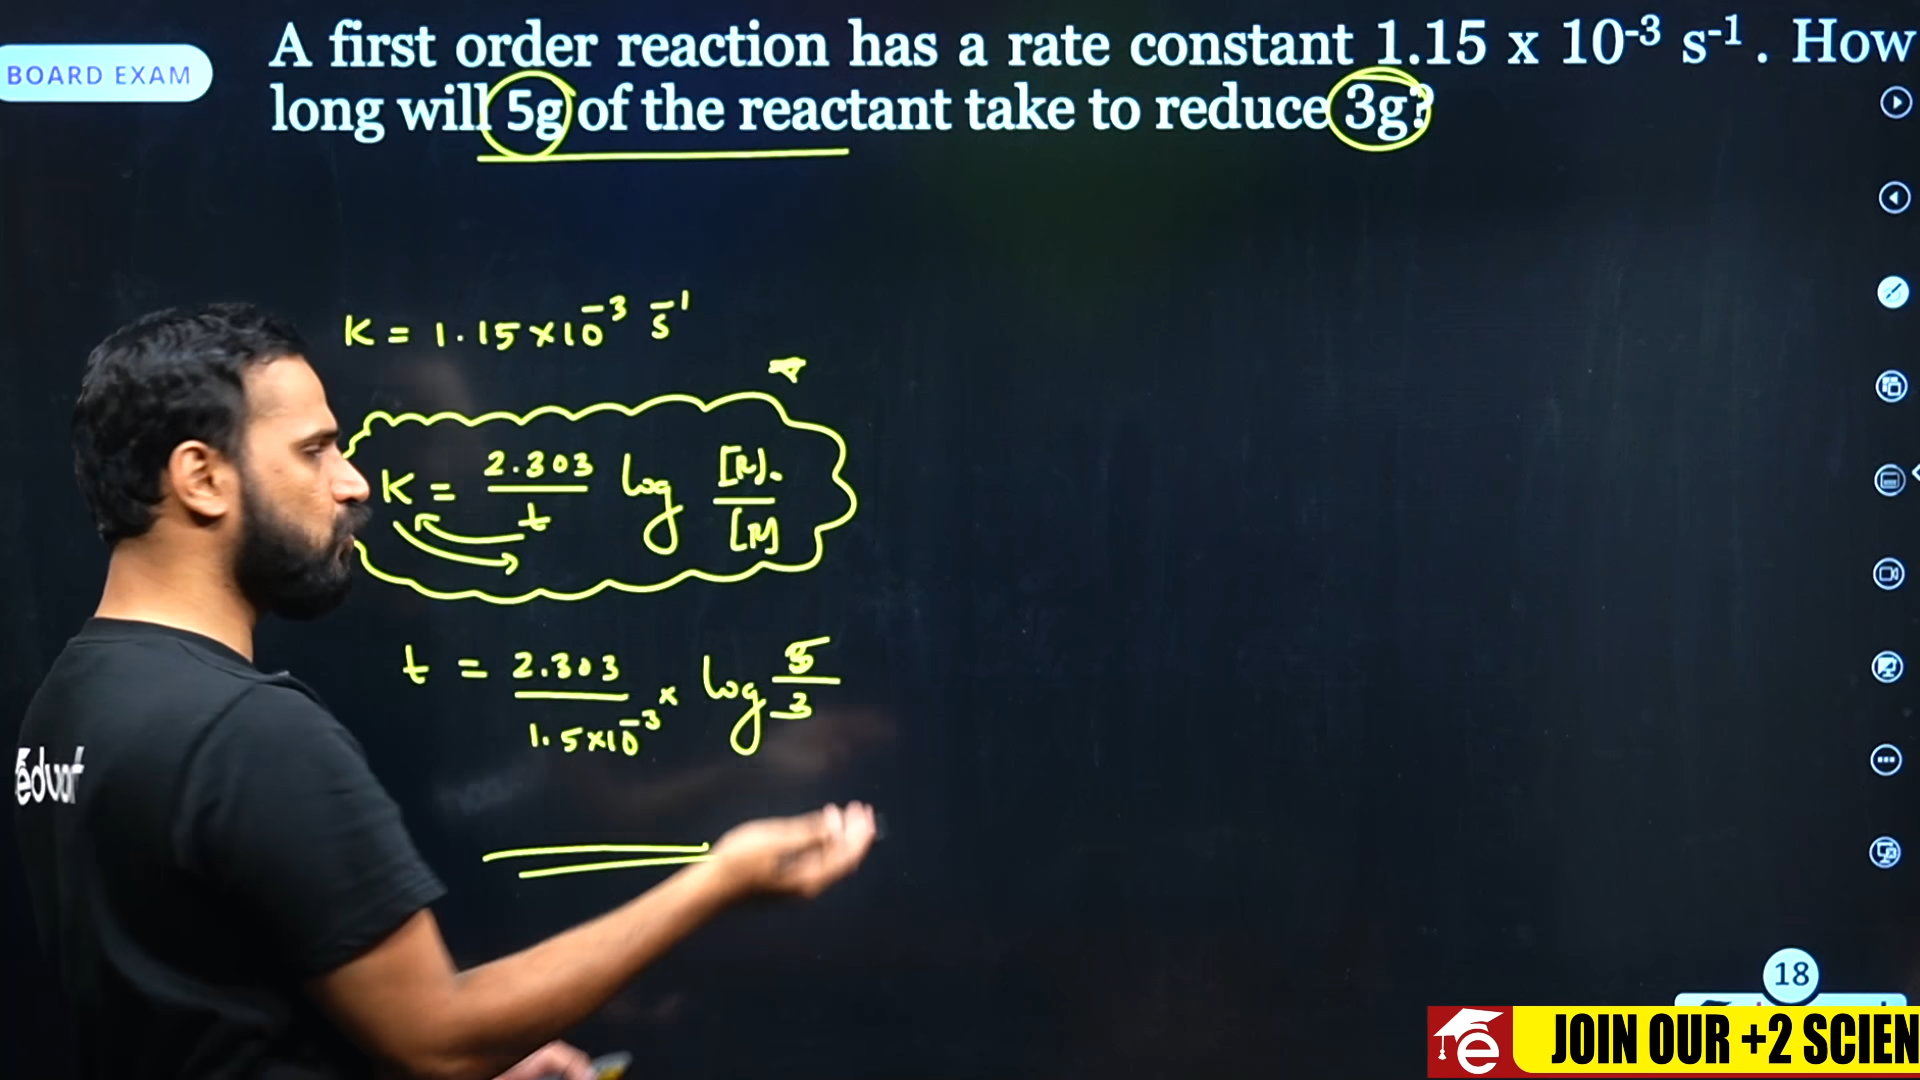 BOARD EXAM
A first order reaction has a rate constant 1.15 x 10⁻³ s⁻¹. How
long will 5g of the reactant take to reduce 3g?
K = 1.15×10⁻³ s⁻¹
K = 2.303/t log [R]₀/[R]
t = 2.303/1.5×10⁻³ × log 5/3
18
e
JOIN OUR +2 SCIEN